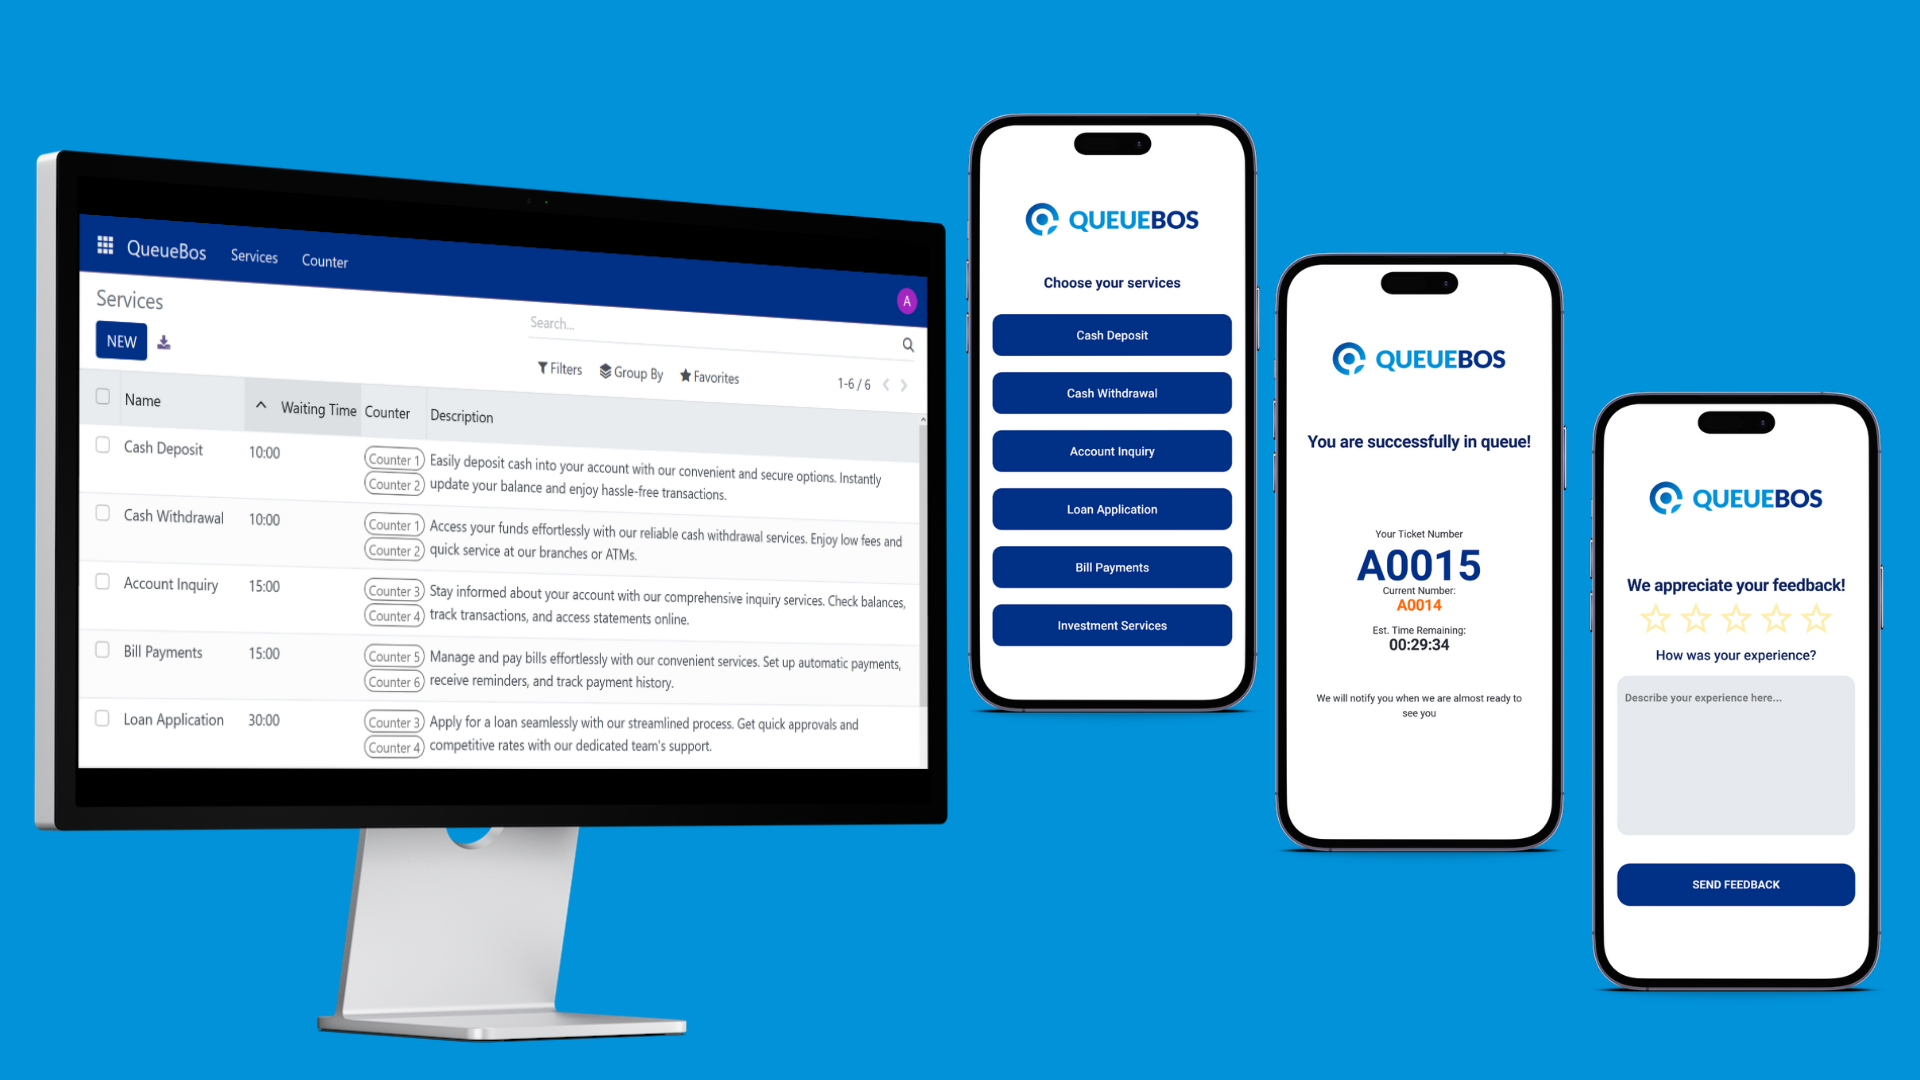 QueueBos Services Counter
A
Services
Search...
NEW
Filters Group By Favorites
1-6 / 6
Name Waiting Time Counter Description
Cash Deposit 10:00 Counter 1 Easily deposit cash into your account with our convenient and secure options. Instantly
Counter 2 update your balance and enjoy hassle-free transactions.
Cash Withdrawal 10:00 Counter 1 Access your funds effortlessly with our reliable cash withdrawal services. Enjoy low fees and
Counter 2 quick service at our branches or ATMs.
Account Inquiry 15:00 Counter 3 Stay informed about your account with our comprehensive inquiry services. Check balances,
Counter 4 track transactions, and access statements online.
Bill Payments 15:00 Counter 5 Manage and pay bills effortlessly with our convenient services. Set up automatic payments,
Counter 6 receive reminders, and track payment history.
Loan Application 30:00 Counter 3 Apply for a loan seamlessly with our streamlined process. Get quick approvals and
Counter 4 competitive rates with our dedicated team's support.
QUEUEBOS
Choose your services
Cash Deposit
Cash Withdrawal
Account Inquiry
Loan Application
Bill Payments
Investment Services
QUEUEBOS
You are successfully in queue!
Your Ticket Number
A0015
Current Number:
A0014
Est. Time Remaining:
00:29:34
We will notify you when we are almost ready to
see you
QUEUEBOS
We appreciate your feedback!
How was your experience?
Describe your experience here...
SEND FEEDBACK